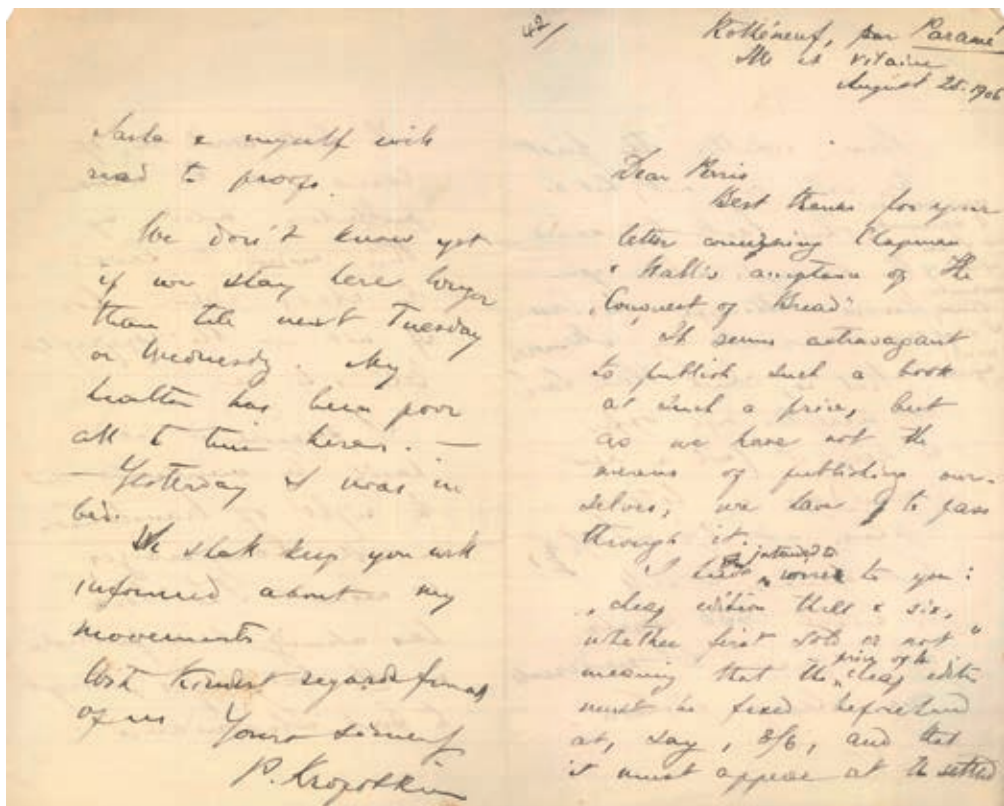 42/
Rothéneuf, par Paramé
Ille et Vilaine
August 25. 1906
Dear Perris
Best thanks for your
letter concerning Chapman
& Hall's acceptance of The
"Conquest of Bread"
It seems extravagant
to publish such a book
at such a price, but
as we have not the
means of publishing our-
selves, we have to pass
through it.
I intended to wire to you:
"cheap edition three & six,
whether first sold or not"
meaning that the price of the cheap editn
must be fixed beforehand
at, say, 3/6, and that
it must appear at the settled
Sasha & myself will
read the proofs.
We don't know yet
if we stay here longer
than till next Tuesday
or Wednesday. My
health has been poor
all the time here. —
— Yesterday I was in
bed.
We shall keep you well
informed about my
movements
With kindest regards from all
of us Yours sincerely
P. Kropotkin